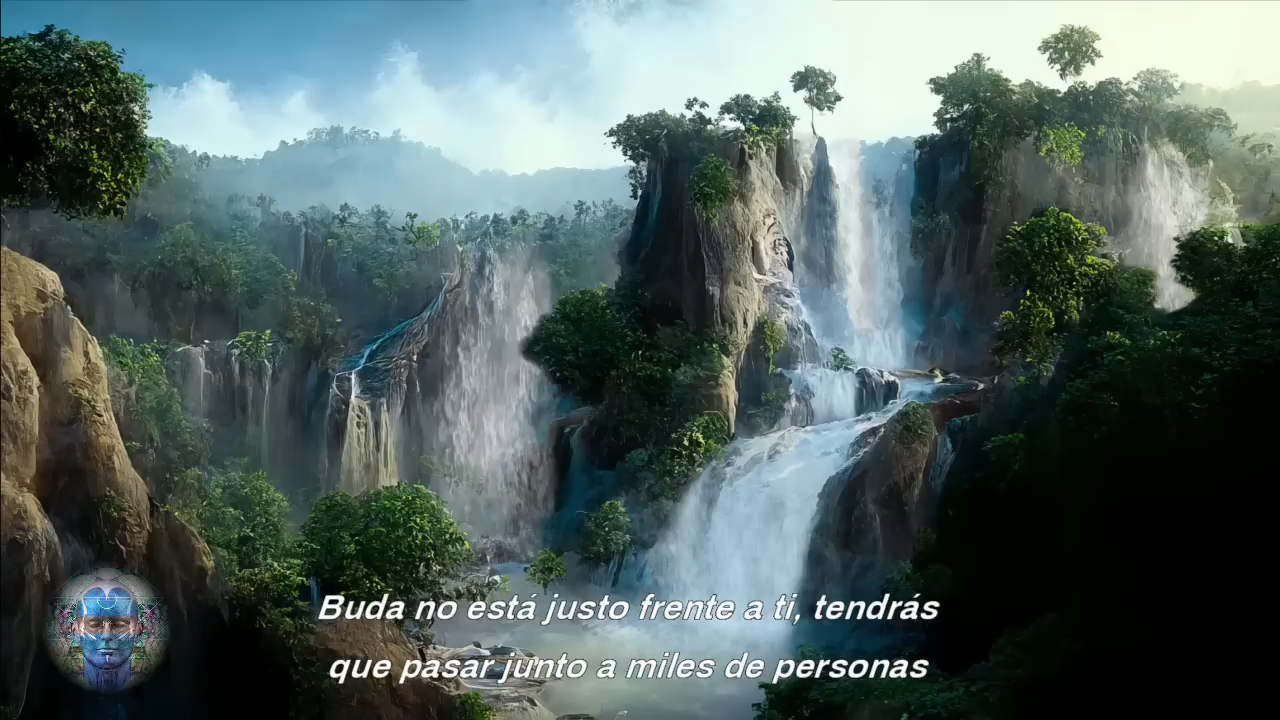 Buda no está justo frente a ti, tendrás
que pasar junto a miles de personas